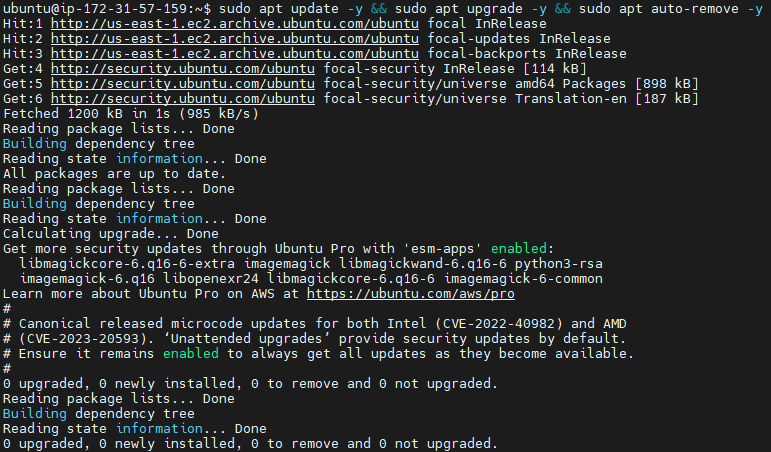 ubuntu@ip-172-31-57-159:~$ sudo apt update -y && sudo apt upgrade -y && sudo apt auto-remove -y
Hit:1 http://us-east-1.ec2.archive.ubuntu.com/ubuntu focal InRelease
Hit:2 http://us-east-1.ec2.archive.ubuntu.com/ubuntu focal-updates InRelease
Hit:3 http://us-east-1.ec2.archive.ubuntu.com/ubuntu focal-backports InRelease
Get:4 http://security.ubuntu.com/ubuntu focal-security InRelease [114 kB]
Get:5 http://security.ubuntu.com/ubuntu focal-security/universe amd64 Packages [898 kB]
Get:6 http://security.ubuntu.com/ubuntu focal-security/universe Translation-en [187 kB]
Fetched 1200 kB in 1s (985 kB/s)
Reading package lists... Done
Building dependency tree
Reading state information... Done
All packages are up to date.
Reading package lists... Done
Building dependency tree
Reading state information... Done
Calculating upgrade... Done
Get more security updates through Ubuntu Pro with 'esm-apps' enabled:
  libmagickcore-6.q16-6-extra imagemagick libmagickwand-6.q16-6 python3-rsa
  imagemagick-6.q16 libopenexr24 libmagickcore-6.q16-6 imagemagick-6-common
Learn more about Ubuntu Pro on AWS at https://ubuntu.com/aws/pro
#
# Canonical released microcode updates for both Intel (CVE-2022-40982) and AMD
# (CVE-2023-20593). ‘Unattended upgrades’ provide security updates by default.
# Ensure it remains enabled to always get all updates as they become available.
#
0 upgraded, 0 newly installed, 0 to remove and 0 not upgraded.
Reading package lists... Done
Building dependency tree
Reading state information... Done
0 upgraded, 0 newly installed, 0 to remove and 0 not upgraded.